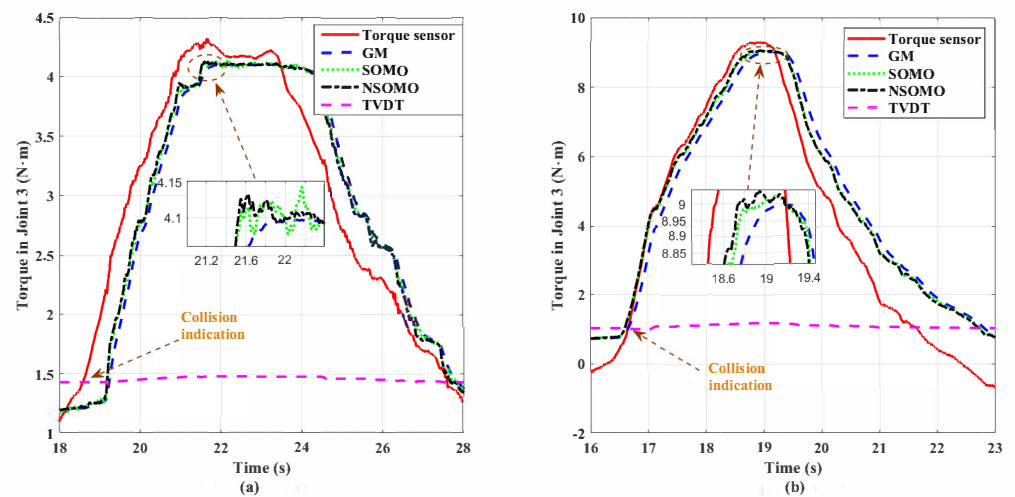 (a)
4.5
4
3.5
3
2.5
2
1.5
1
Torque in Joint 3 (N·m)
Torque sensor
GM
SOMO
NSOMO
TVDT
4.15
4.1
21.2 21.6 22
Collision
indication
18 20 22 24 26 28
Time (s)
(a)
10
8
6
4
2
0
-2
Torque in Joint 3 (N·m)
Torque sensor
GM
SOMO
NSOMO
TVDT
9
8.95
8.9
8.85
18.6 19 19.4
Collision
indication
16 17 18 19 20 21 22 23
Time (s)
(b)